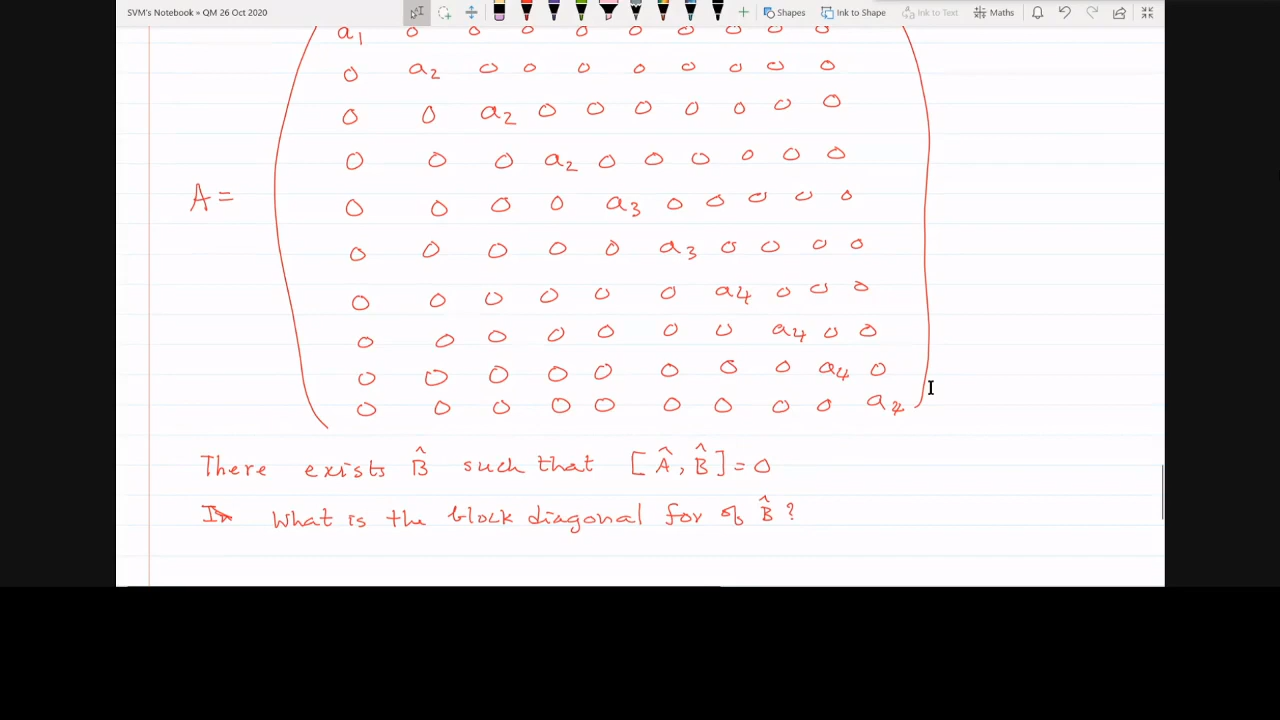 SVM's Notebook » QM 26 Oct 2020
Shapes Ink to Shape Ink to Text Maths
a1 0 0 0 0 0 0 0 0 0
0 a2 0 0 0 0 0 0 0 0
0 0 a2 0 0 0 0 0 0 0
0 0 0 a2 0 0 0 0 0 0
A = 0 0 0 0 a3 0 0 0 0 0
0 0 0 0 0 a3 0 0 0 0
0 0 0 0 0 0 a4 0 0 0
0 0 0 0 0 0 0 a4 0 0
0 0 0 0 0 0 0 0 a4 0
0 0 0 0 0 0 0 0 0 a4
There exists B̂ such that [Â, B̂] = 0
What is the block diagonal for of B̂?